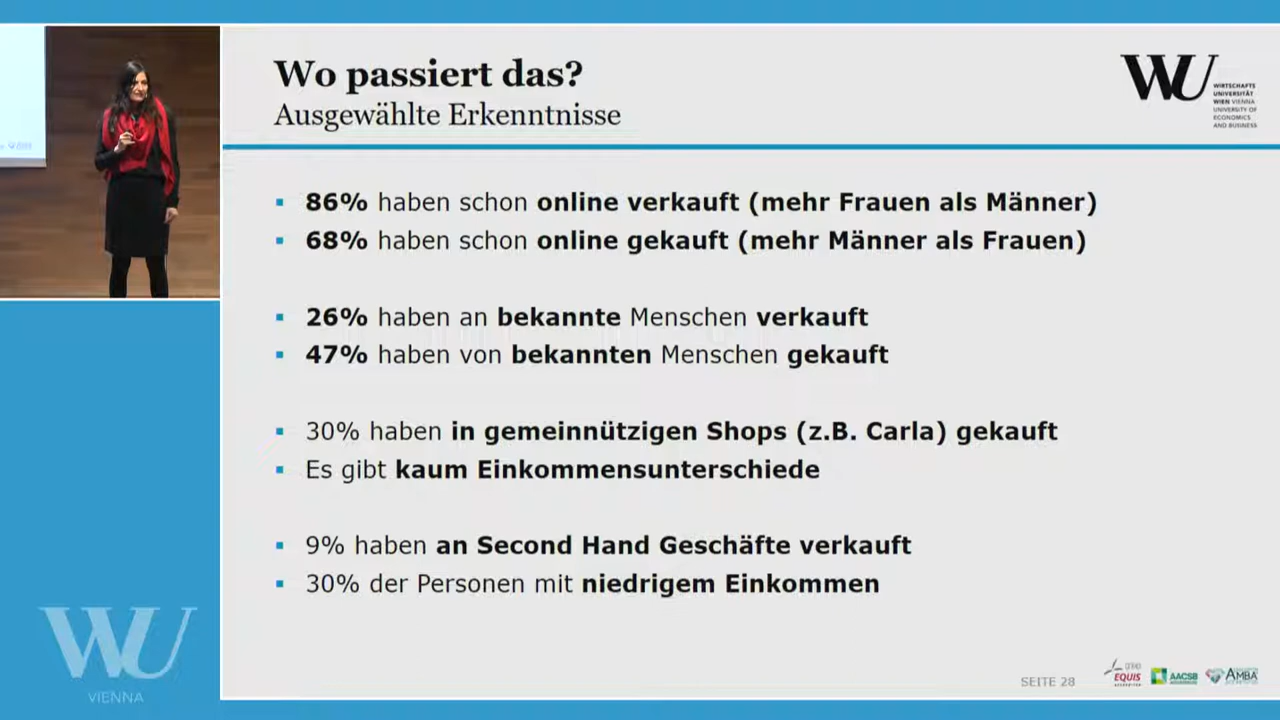 Wo passiert das?
Ausgewählte Erkenntnisse
WU
WIRTSCHAFTS
UNIVERSITÄT
WIEN VIENNA
UNIVERSITY OF
ECONOMICS
AND BUSINESS
▪ 86% haben schon online verkauft (mehr Frauen als Männer)
▪ 68% haben schon online gekauft (mehr Männer als Frauen)
▪ 26% haben an bekannte Menschen verkauft
▪ 47% haben von bekannten Menschen gekauft
▪ 30% haben in gemeinnützigen Shops (z.B. Carla) gekauft
▪ Es gibt kaum Einkommensunterschiede
▪ 9% haben an Second Hand Geschäfte verkauft
▪ 30% der Personen mit niedrigem Einkommen
WU
VIENNA
SEITE 28
EQUIS
AACSB
AMBA